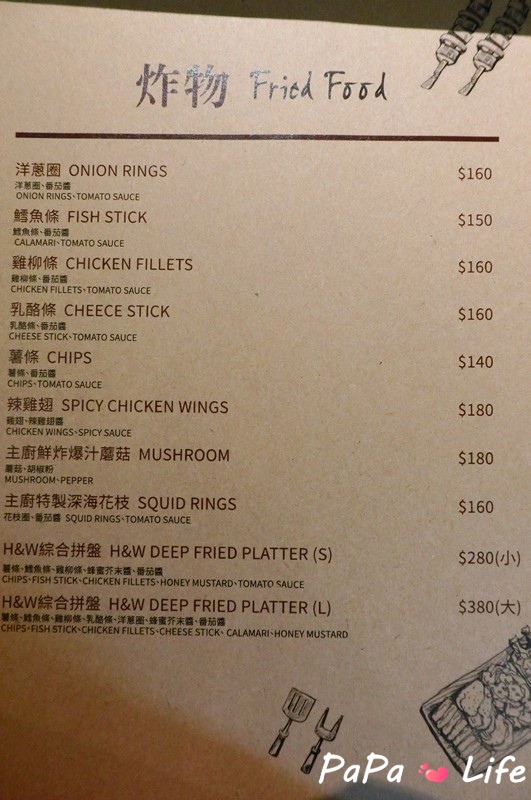 炸物 Fried Food
洋蔥圈 ONION RINGS $160
洋蔥圈、番茄醬
ONION RINGS、TOMATO SAUCE
鱈魚條 FISH STICK $150
鱈魚條、番茄醬
CALAMARI、TOMATO SAUCE
雞柳條 CHICKEN FILLETS $160
雞柳條、番茄醬
CHICKEN FILLETS、TOMATO SAUCE
乳酪條 CHEECE STICK $160
乳酪條、番茄醬
CHEESE STICK、TOMATO SAUCE
薯條 CHIPS $140
薯條、番茄醬
CHIPS、TOMATO SAUCE
辣雞翅 SPICY CHICKEN WINGS $180
雞翅、辣雞翅醬
CHICKEN WINGS、SPICY SAUCE
主廚鮮炸爆汁蘑菇 MUSHROOM $180
蘑菇、胡椒粉
MUSHROOM、PEPPER
主廚特製深海花枝 SQUID RINGS $160
花枝圈、番茄醬 SQUID RINGS、TOMATO SAUCE
H&W綜合拼盤 H&W DEEP FRIED PLATTER (S) $280(小)
薯條、鱈魚條、雞柳條、蜂蜜芥末醬、番茄醬
CHIPS、FISH STICK、CHICKEN FILLETS、HONEY MUSTARD、TOMATO SAUCE
H&W綜合拼盤 H&W DEEP FRIED PLATTER (L) $380(大)
薯條、鱈魚條、雞柳條、乳酪條、洋蔥圈、蜂蜜芥末醬、番茄醬
CHIPS、FISH STICK、CHICKEN FILLETS、CHEESE STICK、CALAMARI、HONEY MUSTARD
PaPa Life